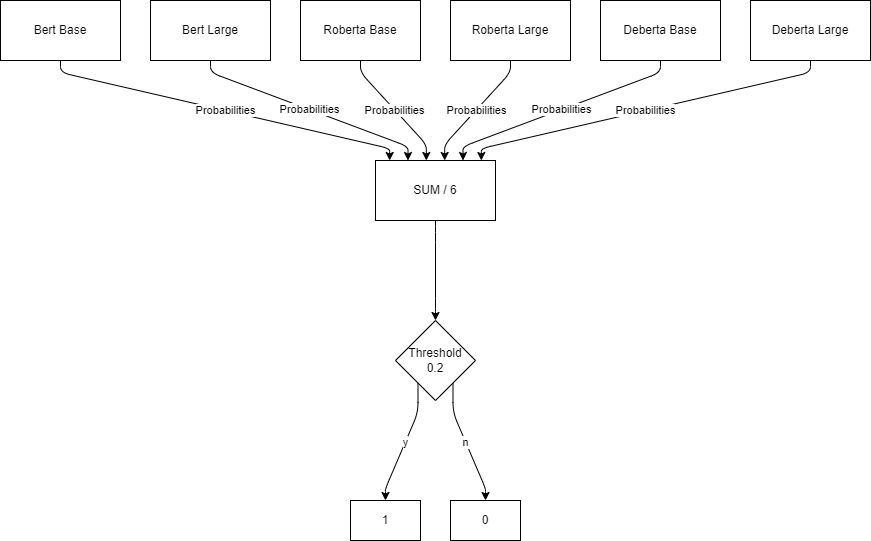 Bert Base
Bert Large
Roberta Base
Roberta Large
Deberta Base
Deberta Large
Probabilities
Probabilities
Probabilities
Probabilities
Probabilities
Probabilities
SUM / 6
Threshold
0.2
y
n
1
0